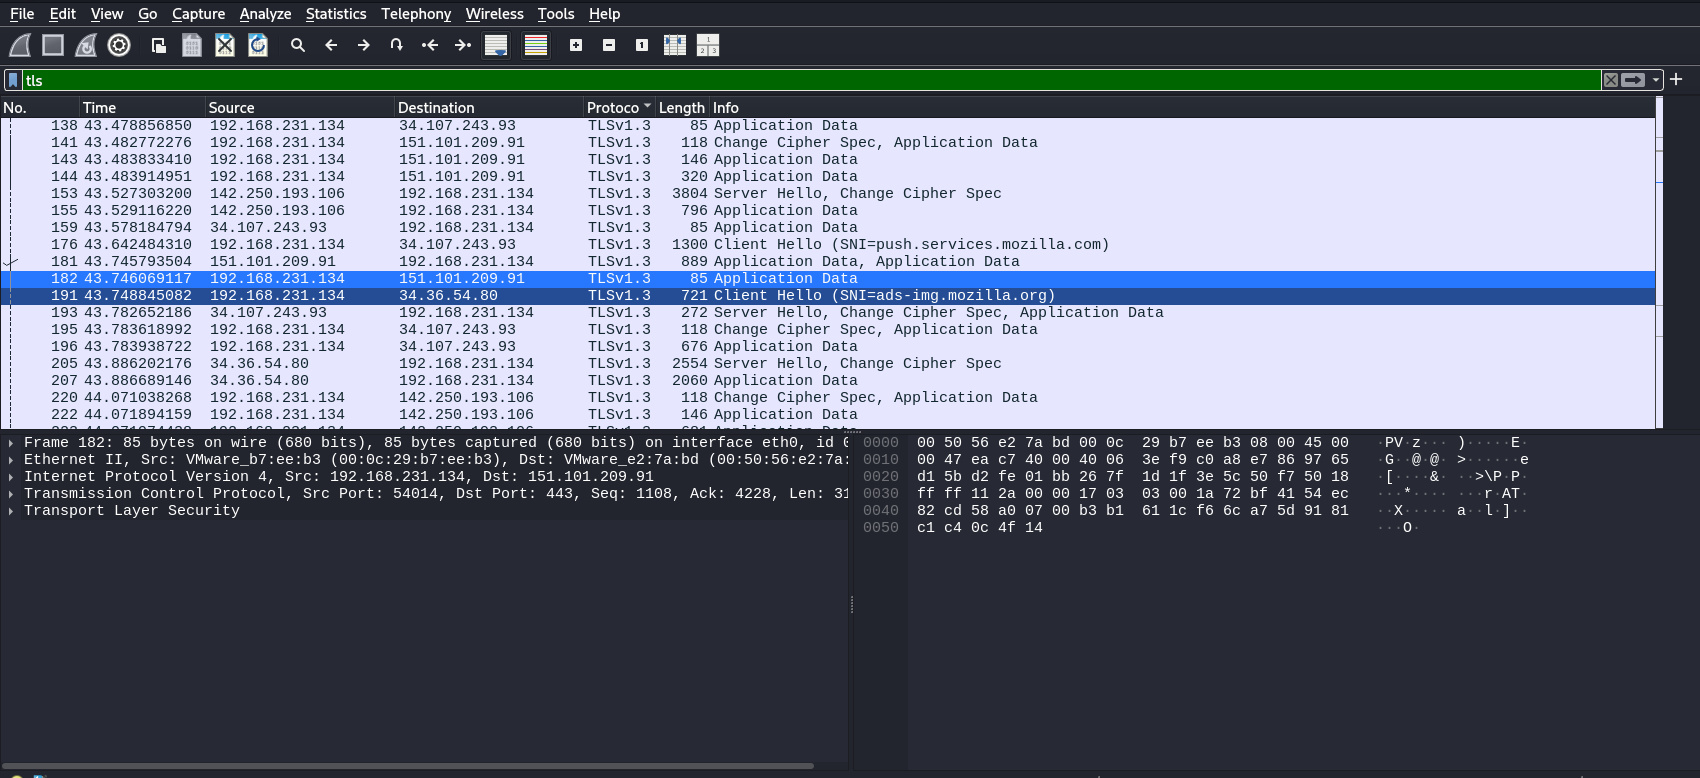 File Edit View Go Capture Analyze Statistics Telephony Wireless Tools Help
tls
No. Time Source Destination Protoco Length Info
138 43.478856850 192.168.231.134 34.107.243.93 TLSv1.3 85 Application Data
141 43.482772276 192.168.231.134 151.101.209.91 TLSv1.3 118 Change Cipher Spec, Application Data
143 43.483833410 192.168.231.134 151.101.209.91 TLSv1.3 146 Application Data
144 43.483914951 192.168.231.134 151.101.209.91 TLSv1.3 320 Application Data
153 43.527303200 142.250.193.106 192.168.231.134 TLSv1.3 3804 Server Hello, Change Cipher Spec
155 43.529116220 142.250.193.106 192.168.231.134 TLSv1.3 796 Application Data
159 43.578184794 34.107.243.93 192.168.231.134 TLSv1.3 85 Application Data
176 43.642484310 192.168.231.134 34.107.243.93 TLSv1.3 1300 Client Hello (SNI=push.services.mozilla.com)
181 43.745793504 151.101.209.91 192.168.231.134 TLSv1.3 889 Application Data, Application Data
182 43.746069117 192.168.231.134 151.101.209.91 TLSv1.3 85 Application Data
191 43.748845082 192.168.231.134 34.36.54.80 TLSv1.3 721 Client Hello (SNI=ads-img.mozilla.org)
193 43.782652186 34.107.243.93 192.168.231.134 TLSv1.3 272 Server Hello, Change Cipher Spec, Application Data
195 43.783618992 192.168.231.134 34.107.243.93 TLSv1.3 118 Change Cipher Spec, Application Data
196 43.783938722 192.168.231.134 34.107.243.93 TLSv1.3 676 Application Data
205 43.886202176 34.36.54.80 192.168.231.134 TLSv1.3 2554 Server Hello, Change Cipher Spec
207 43.886689146 34.36.54.80 192.168.231.134 TLSv1.3 2060 Application Data
220 44.071038268 192.168.231.134 142.250.193.106 TLSv1.3 118 Change Cipher Spec, Application Data
222 44.071894159 192.168.231.134 142.250.193.106 TLSv1.3 146 Application Data
Frame 182: 85 bytes on wire (680 bits), 85 bytes captured (680 bits) on interface eth0, id
Ethernet II, Src: VMware_b7:ee:b3 (00:0c:29:b7:ee:b3), Dst: VMware_e2:7a:bd (00:50:56:e2:7a:
Internet Protocol Version 4, Src: 192.168.231.134, Dst: 151.101.209.91
Transmission Control Protocol, Src Port: 54014, Dst Port: 443, Seq: 1108, Ack: 4228, Len: 31
Transport Layer Security
0000 00 50 56 e2 7a bd 00 0c 29 b7 ee b3 08 00 45 00 ·PV·z··· )·····E·
0010 00 47 ea c7 40 00 40 06 3e f9 c0 a8 e7 86 97 65 ·G··@·@· >······e
0020 d1 5b d2 fe 01 bb 26 7f 1d 1f 3e 5c 50 f7 50 18 ·[····&· ··>\P·P·
0030 ff ff 11 2a 00 00 17 03 03 00 1a 72 bf 41 54 ec ···*···· ···r·AT·
0040 82 cd 58 a0 07 00 b3 b1 61 1c f6 6c a7 5d 91 81 ··X····· a··l·]··
0050 c1 c4 0c 4f 14 ···O·